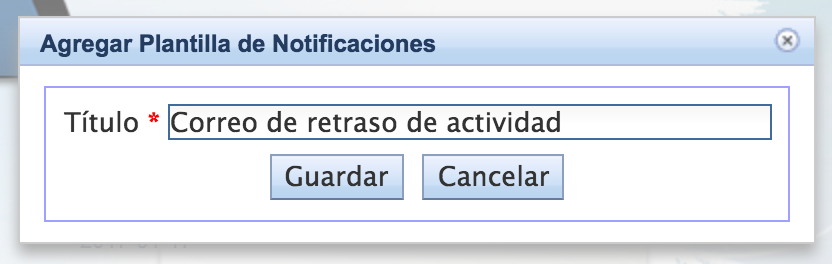 Agregar Plantilla de Notificaciones
Título * Correo de retraso de actividad
Guardar Cancelar